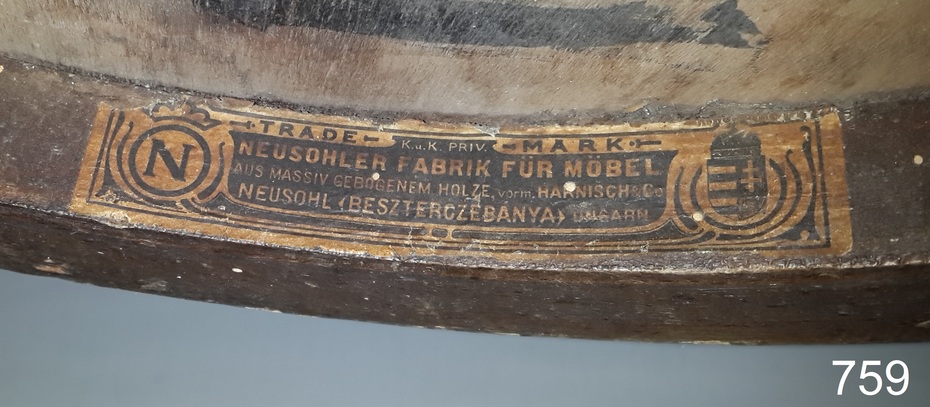 TRADE K.u.K. PRIV. MARK
N
NEUSOHLER FABRIK FÜR MÖBEL
AUS MASSIV GEBOGENEM HOLZE, vorm. HARNISCH & Co
NEUSOHL (BESZTERCZEBÁNYA) UNGARN
759